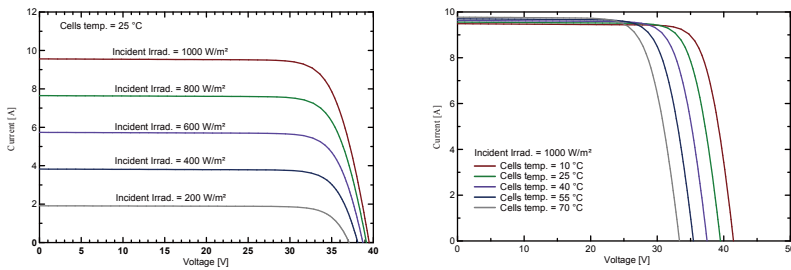 Cells temp. = 25 °C
Incident Irrad. = 1000 W/m²
Incident Irrad. = 800 W/m²
Incident Irrad. = 600 W/m²
Incident Irrad. = 400 W/m²
Incident Irrad. = 200 W/m²
Current [A]
12
10
8
6
4
2
0
0 5 10 15 20 25 30 35 40
Voltage [V]
Incident Irrad. = 1000 W/m²
Cells temp. = 10 °C
Cells temp. = 25 °C
Cells temp. = 40 °C
Cells temp. = 55 °C
Cells temp. = 70 °C
Current [A]
10
8
6
4
2
0
0 10 20 30 40 50
Voltage [V]